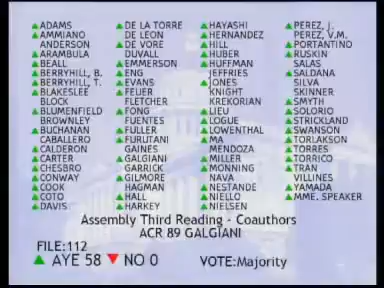 ADAMS
AMMIANO
ANDERSON
ARAMBULA
BEALL
BERRYHILL, B.
BERRYHILL, T.
BLAKESLEE
BLOCK
BLUMENFIELD
BROWNLEY
BUCHANAN
CABALLERO
CALDERON
CARTER
CHESBRO
CONWAY
COOK
COTO
DAVIS
DE LA TORRE
DE LEON
DE VORE
DUVALL
EMMERSON
ENG
EVANS
FEUER
FLETCHER
FONG
FUENTES
FULLER
FURUTANI
GAINES
GALGIANI
GARRICK
GILMORE
HAGMAN
HALL
HARKEY
HAYASHI
HERNANDEZ
HILL
HUBER
HUFFMAN
JEFFRIES
JONES
KNIGHT
KREKORIAN
LIEU
LOGUE
LOWENTHAL
MA
MENDOZA
MILLER
MONNING
NAVA
NESTANDE
NIELLO
NIELSEN
PEREZ, J.
PEREZ, V.M.
PORTANTINO
RUSKIN
SALAS
SALDANA
SILVA
SKINNER
SMYTH
SOLORIO
STRICKLAND
SWANSON
TORLAKSON
TORRES
TORRICO
TRAN
VILLINES
YAMADA
MME. SPEAKER
Assembly Third Reading - Coauthors
ACR 89 GALGIANI
FILE:112
AYE 58 NO 0 VOTE:Majority